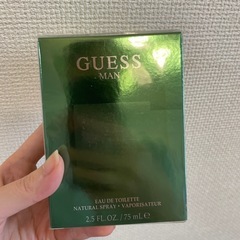 GUESS
MAN
EAU DE TOILETTE
NATURAL SPRAY • VAPORISATEUR
2.5 FL.OZ. / 75 mL ℮